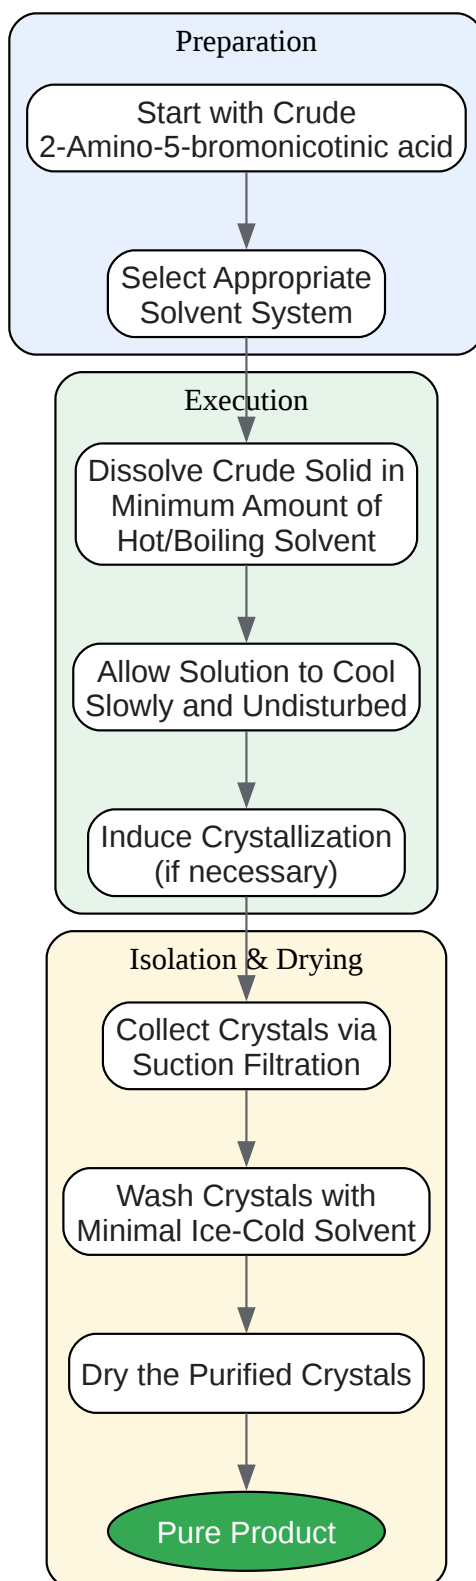 Preparation
Start with Crude
2-Amino-5-bromonicotinic acid
Select Appropriate
Solvent System
Execution
Dissolve Crude Solid in
Minimum Amount of
Hot/Boiling Solvent
Allow Solution to Cool
Slowly and Undisturbed
Induce Crystallization
(if necessary)
Isolation & Drying
Collect Crystals via
Suction Filtration
Wash Crystals with
Minimal Ice-Cold Solvent
Dry the Purified Crystals
Pure Product